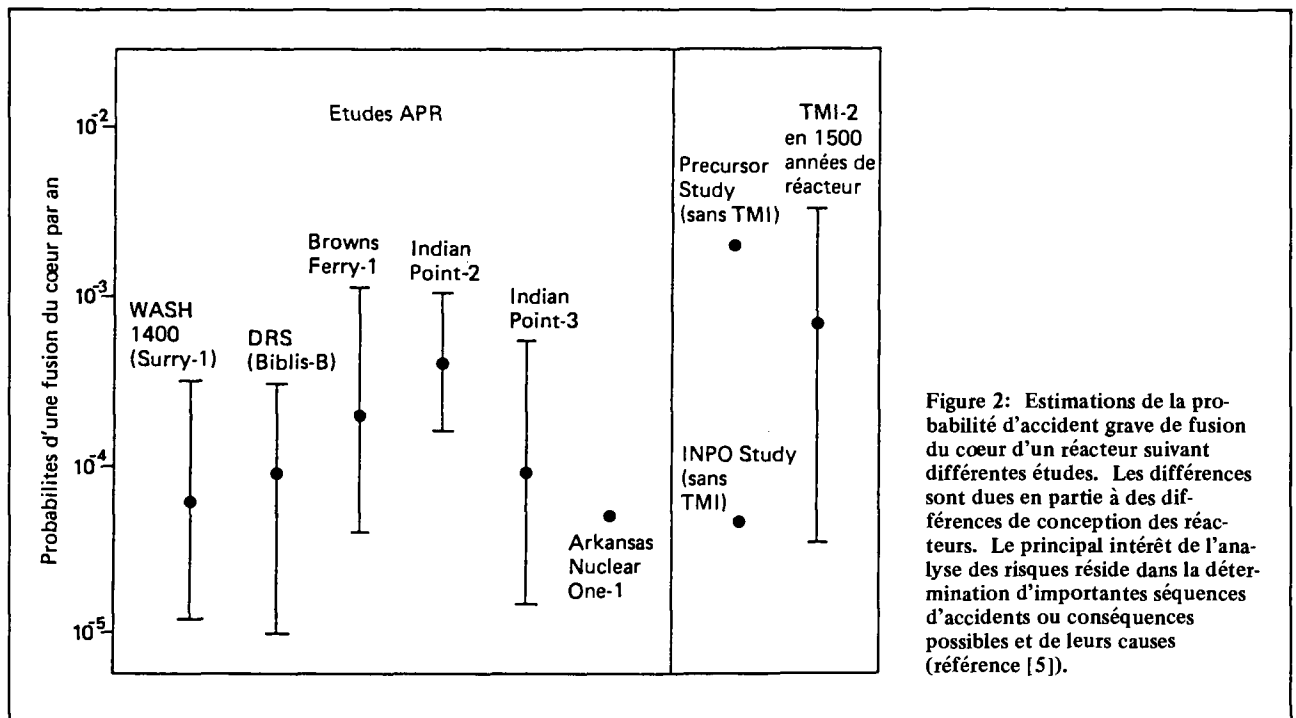 Probabilites d'une fusion du cœur par an
10-2
10-3
10-4
10-5
Etudes APR
WASH
1400
(Surry-1)
DRS
(Biblis-B)
Browns
Ferry-1
Indian
Point-2
Indian
Point-3
Arkansas
Nuclear
One-1
Precursor
Study
(sans TMI)
INPO Study
(sans
TMI)
TMI-2
en 1500
années de
réacteur
Figure 2: Estimations de la pro-
babilité d'accident grave de fusion
du cœur d'un réacteur suivant
différentes études. Les différences
sont dues en partie à des dif-
férences de conception des réac-
teurs. Le principal intérêt de l'ana-
lyse des risques réside dans la déter-
mination d'importantes séquences
d'accidents ou conséquences
possibles et de leurs causes
(référence [5]).